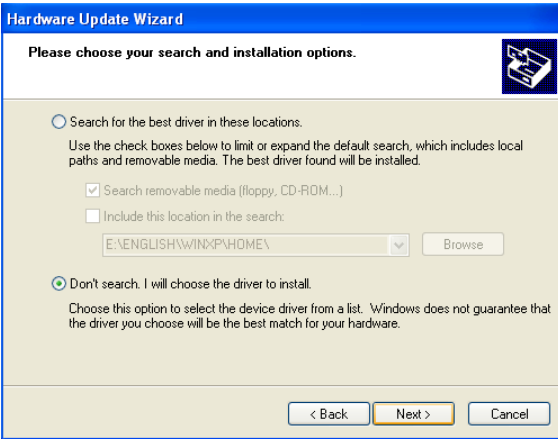 Hardware Update Wizard
Please choose your search and installation options.
Search for the best driver in these locations.
Use the check boxes below to limit or expand the default search, which includes local
paths and removable media. The best driver found will be installed.
Search removable media (floppy, CD-ROM...)
Include this location in the search:
E:\ENGLISH\WINXP\HOME\
Browse
Don't search. I will choose the driver to install.
Choose this option to select the device driver from a list. Windows does not guarantee that
the driver you choose will be the best match for your hardware.
< Back Next > Cancel